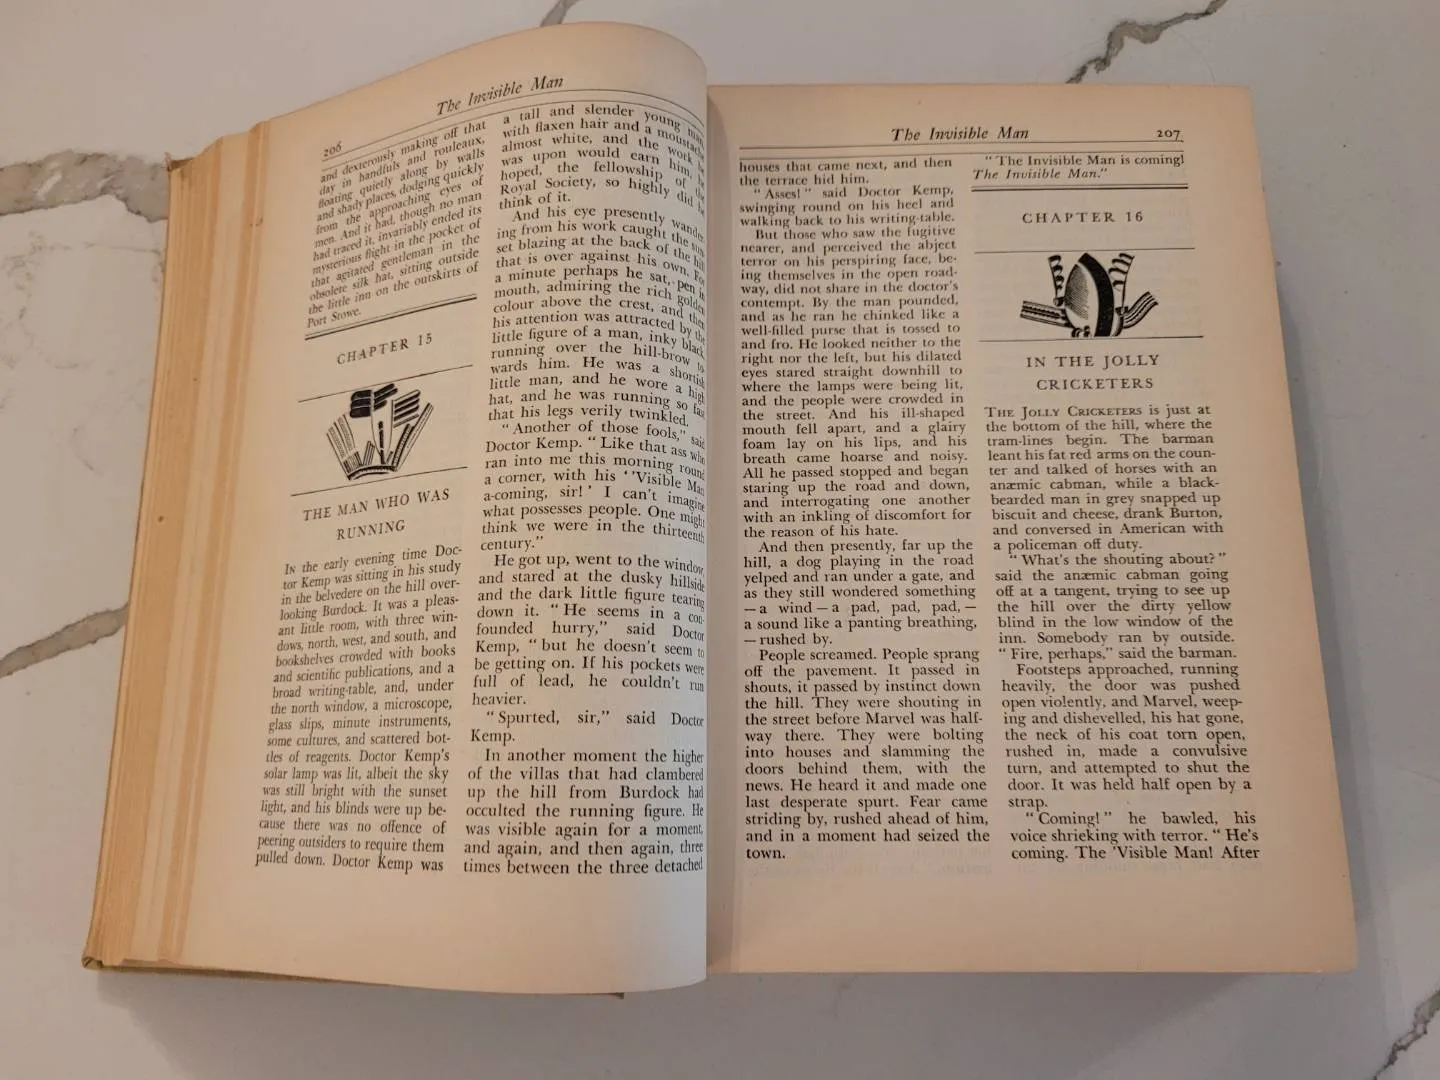 The Invisible Man
206
and dexterously making off that
day in handfuls and rouleaux,
floating quietly along by walls
and shady places, dodging quickly
from the approaching eyes of
men. And it had, though no man
had traced it, invariably ended its
mysterious flight in the pocket of
that agitated gentleman in the
obsolete silk hat, sitting outside
the little inn on the outskirts of
Port Stowe.
CHAPTER 15
THE MAN WHO WAS
RUNNING
IN the early evening time Doc-
tor Kemp was sitting in his study
in the belvedere on the hill over-
looking Burdock. It was a pleas-
ant little room, with three win-
dows, north, west, and south, and
bookshelves crowded with books
and scientific publications, and a
broad writing-table, and, under
the north window, a microscope,
glass slips, minute instruments,
some cultures, and scattered bot-
tles of reagents. Doctor Kemp's
solar lamp was lit, albeit the sky
was still bright with the sunset
light, and his blinds were up be-
cause there was no offence of
peering outsiders to require them
pulled down. Doctor Kemp was
a tall and slender young man,
with flaxen hair and a moustache
almost white, and the work he
was upon would earn him, he
hoped, the fellowship of the
Royal Society, so highly did he
think of it.
And his eye presently wander-
ing from his work caught the sun-
set blazing at the back of the hill
that is over against his own. For
a minute perhaps he sat, pen in
mouth, admiring the rich golden
colour above the crest, and then
his attention was attracted by the
little figure of a man, inky black,
running over the hill-brow to-
wards him. He was a shortish
little man, and he wore a high
hat, and he was running so fast
that his legs verily twinkled.
“Another of those fools,” said
Doctor Kemp. “Like that ass who
ran into me this morning round
a corner, with his ‘'Visible Man
a-coming, sir!’ I can't imagine
what possesses people. One might
think we were in the thirteenth
century.”
He got up, went to the window,
and stared at the dusky hillside
and the dark little figure tearing
down it. “He seems in a con-
founded hurry,” said Doctor
Kemp, “but he doesn't seem to
be getting on. If his pockets were
full of lead, he couldn't run
heavier.
“Spurted, sir,” said Doctor
Kemp.
In another moment the higher
of the villas that had clambered
up the hill from Burdock had
occulted the running figure. He
was visible again for a moment,
and again, and then again, three
times between the three detached
The Invisible Man
207
houses that came next, and then
the terrace hid him.
“Asses!” said Doctor Kemp,
swinging round on his heel and
walking back to his writing-table.
But those who saw the fugitive
nearer, and perceived the abject
terror on his perspiring face, be-
ing themselves in the open road-
way, did not share in the doctor's
contempt. By the man pounded,
and as he ran he chinked like a
well-filled purse that is tossed to
and fro. He looked neither to the
right nor the left, but his dilated
eyes stared straight downhill to
where the lamps were being lit,
and the people were crowded in
the street. And his ill-shaped
mouth fell apart, and a glairy
foam lay on his lips, and his
breath came hoarse and noisy.
All he passed stopped and began
staring up the road and down,
and interrogating one another
with an inkling of discomfort for
the reason of his hate.
And then presently, far up the
hill, a dog playing in the road
yelped and ran under a gate, and
as they still wondered something
—a wind—a pad, pad, pad,—
a sound like a panting breathing,
—rushed by.
People screamed. People sprang
off the pavement. It passed in
shouts, it passed by instinct down
the hill. They were shouting in
the street before Marvel was half-
way there. They were bolting
into houses and slamming the
doors behind them, with the
news. He heard it and made one
last desperate spurt. Fear came
striding by, rushed ahead of him,
and in a moment had seized the
town.
“The Invisible Man is coming!
The Invisible Man.”
CHAPTER 16
IN THE JOLLY
CRICKETERS
THE JOLLY CRICKETERS is just at
the bottom of the hill, where the
tram-lines begin. The barman
leant his fat red arms on the coun-
ter and talked of horses with an
anæmic cabman, while a black-
bearded man in grey snapped up
biscuit and cheese, drank Burton,
and conversed in American with
a policeman off duty.
“What's the shouting about?”
said the anæmic cabman going
off at a tangent, trying to see up
the hill over the dirty yellow
blind in the low window of the
inn. Somebody ran by outside.
“Fire, perhaps,” said the barman.
Footsteps approached, running
heavily, the door was pushed
open violently, and Marvel, weep-
ing and dishevelled, his hat gone,
the neck of his coat torn open,
rushed in, made a convulsive
turn, and attempted to shut the
door. It was held half open by a
strap.
“Coming!” he bawled, his
voice shrieking with terror. “He's
coming. The 'Visible Man! After